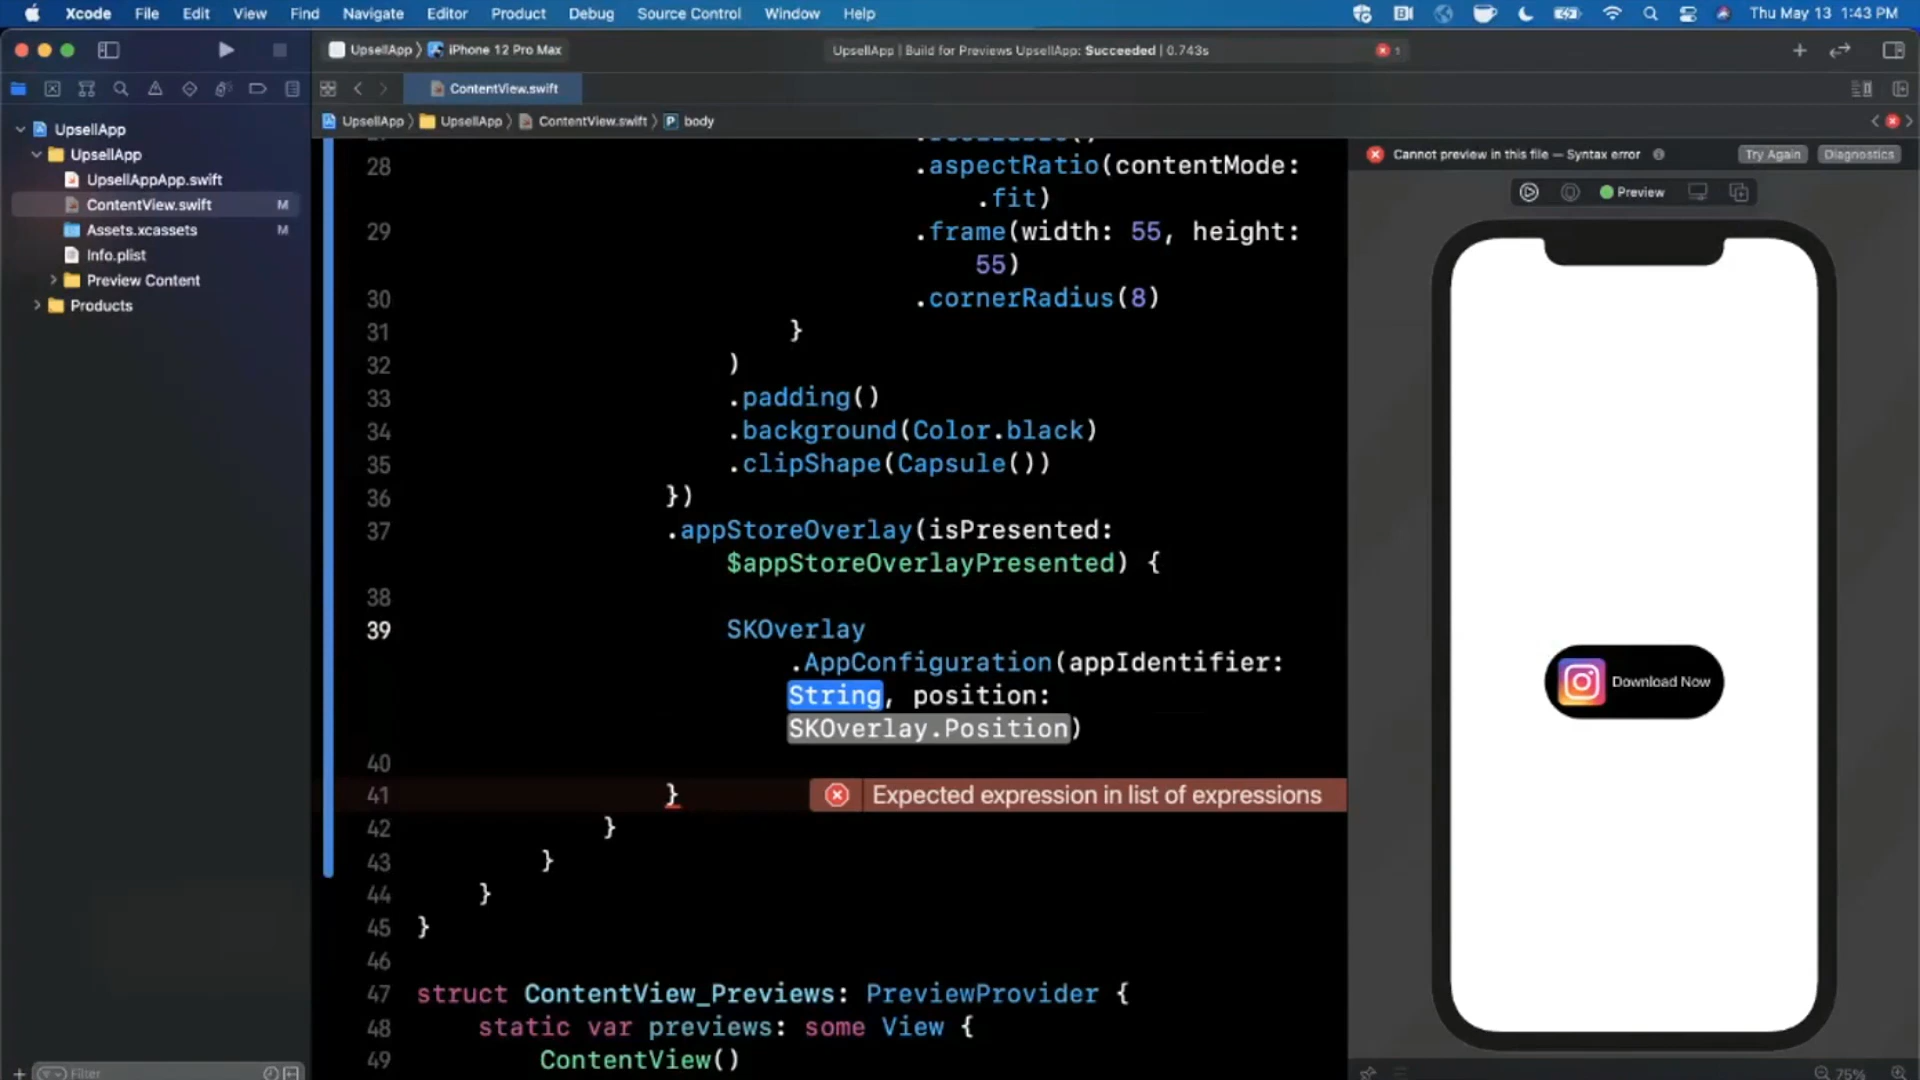 Xcode File Edit View Find Navigate Editor Product Debug Source Control Window Help Thu May 13 1:43 PM
UpsellApp iPhone 12 Pro Max UpsellApp | Build for Previews UpsellApp: Succeeded | 0.743s 1
ContentView.swift
UpsellApp UpsellApp ContentView.swift P body
UpsellApp
UpsellApp
UpsellAppApp.swift
ContentView.swift M
Assets.xcassets M
Info.plist
Preview Content
Products
Filter
28 .aspectRatio(contentMode:
.fit)
29 .frame(width: 55, height:
55)
30 .cornerRadius(8)
31 }
32 )
33 .padding()
34 .background(Color.black)
35 .clipShape(Capsule())
36 })
37 .appStoreOverlay(isPresented:
$appStoreOverlayPresented) {
38
39 SKOverlay
.AppConfiguration(appIdentifier:
String, position:
SKOverlay.Position)
40
41 } Expected expression in list of expressions
42 }
43 }
44 }
45 }
46
47 struct ContentView_Previews: PreviewProvider {
48 static var previews: some View {
49 ContentView()
Cannot preview in this file — Syntax error Try Again Diagnostics
Preview
Download Now
75%